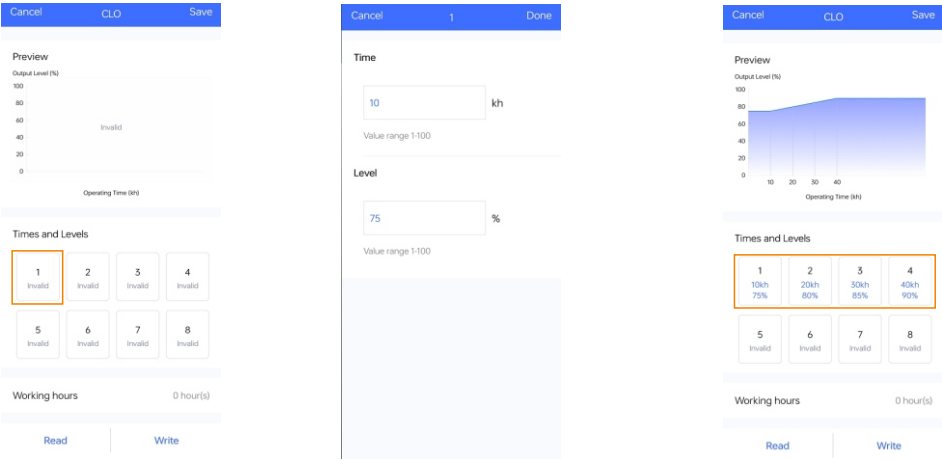 Cancel CLO Save
Preview
Output Level (%)
100
80
60
40
20
0
Invalid
Operating Time (kh)
Times and Levels
1 2 3 4
Invalid Invalid Invalid Invalid
5 6 7 8
Invalid Invalid Invalid Invalid
Working hours 0 hour(s)
Read Write
Cancel 1 Done
Time
10 kh
Value range 1-100
Level
75 %
Value range 1-100
Cancel CLO Save
Preview
Output Level (%)
100
80
60
40
20
0
10 20 30 40
Operating Time (kh)
Times and Levels
1 2 3 4
10kh 20kh 30kh 40kh
75% 80% 85% 90%
5 6 7 8
Invalid Invalid Invalid Invalid
Working hours 0 hour(s)
Read Write